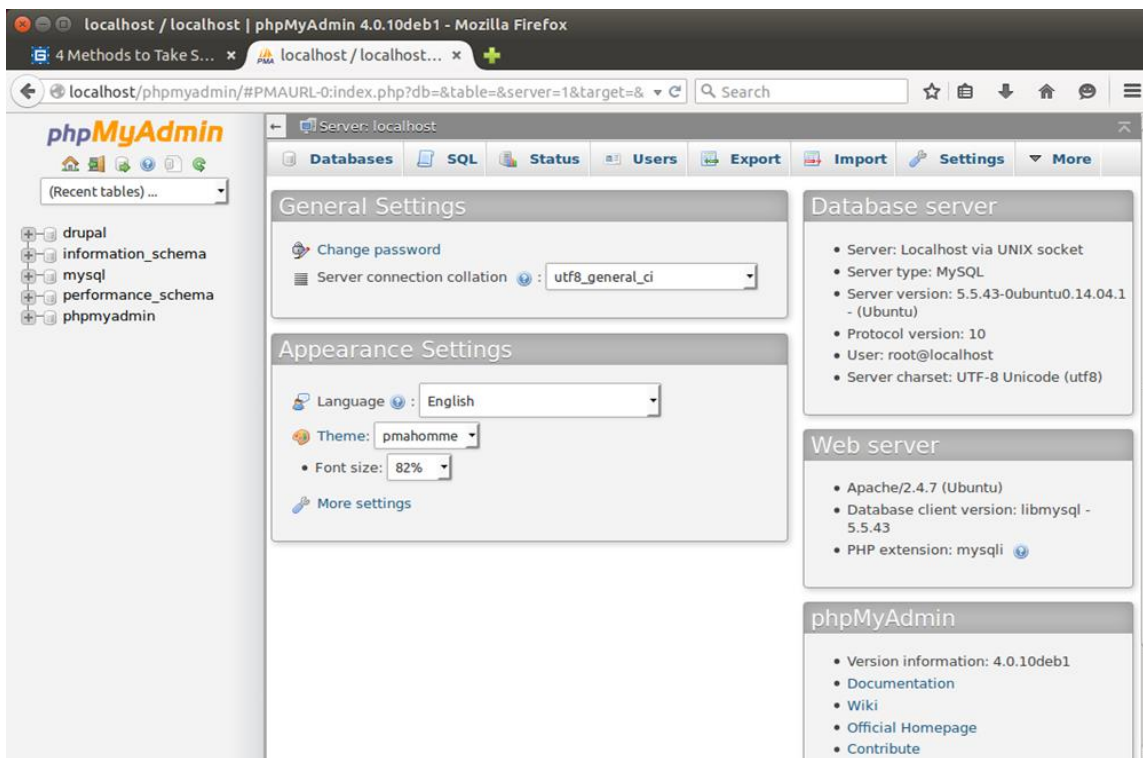 localhost / localhost | phpMyAdmin 4.0.10deb1 - Mozilla Firefox
4 Methods to Take S... × localhost / localhost... ×
localhost/phpmyadmin/#PMAURL-0:index.php?db=&table=&server=1&target=& Search
phpMyAdmin
(Recent tables) ...
drupal
information_schema
mysql
performance_schema
phpmyadmin
Server: localhost
Databases SQL Status Users Export Import Settings More
General Settings
Change password
Server connection collation : utf8_general_ci
Appearance Settings
Language : English
Theme: pmahomme
• Font size: 82%
More settings
Database server
• Server: Localhost via UNIX socket
• Server type: MySQL
• Server version: 5.5.43-0ubuntu0.14.04.1
- (Ubuntu)
• Protocol version: 10
• User: root@localhost
• Server charset: UTF-8 Unicode (utf8)
Web server
• Apache/2.4.7 (Ubuntu)
• Database client version: libmysql -
5.5.43
• PHP extension: mysqli
phpMyAdmin
• Version information: 4.0.10deb1
• Documentation
• Wiki
• Official Homepage
• Contribute